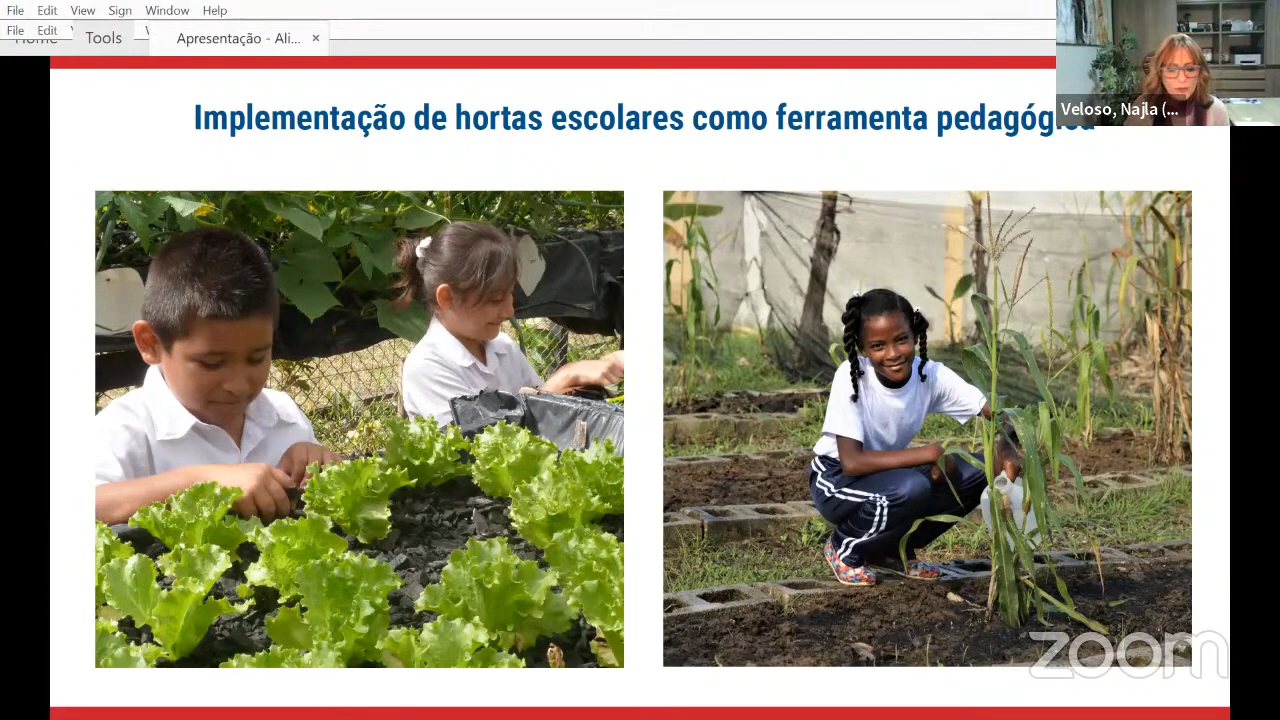 File Edit View Sign Window Help
File Edit
Home Tools Apresentação - Ali... ×
Veloso, Najla (...
Implementação de hortas escolares como ferramenta pedagógica
zoom